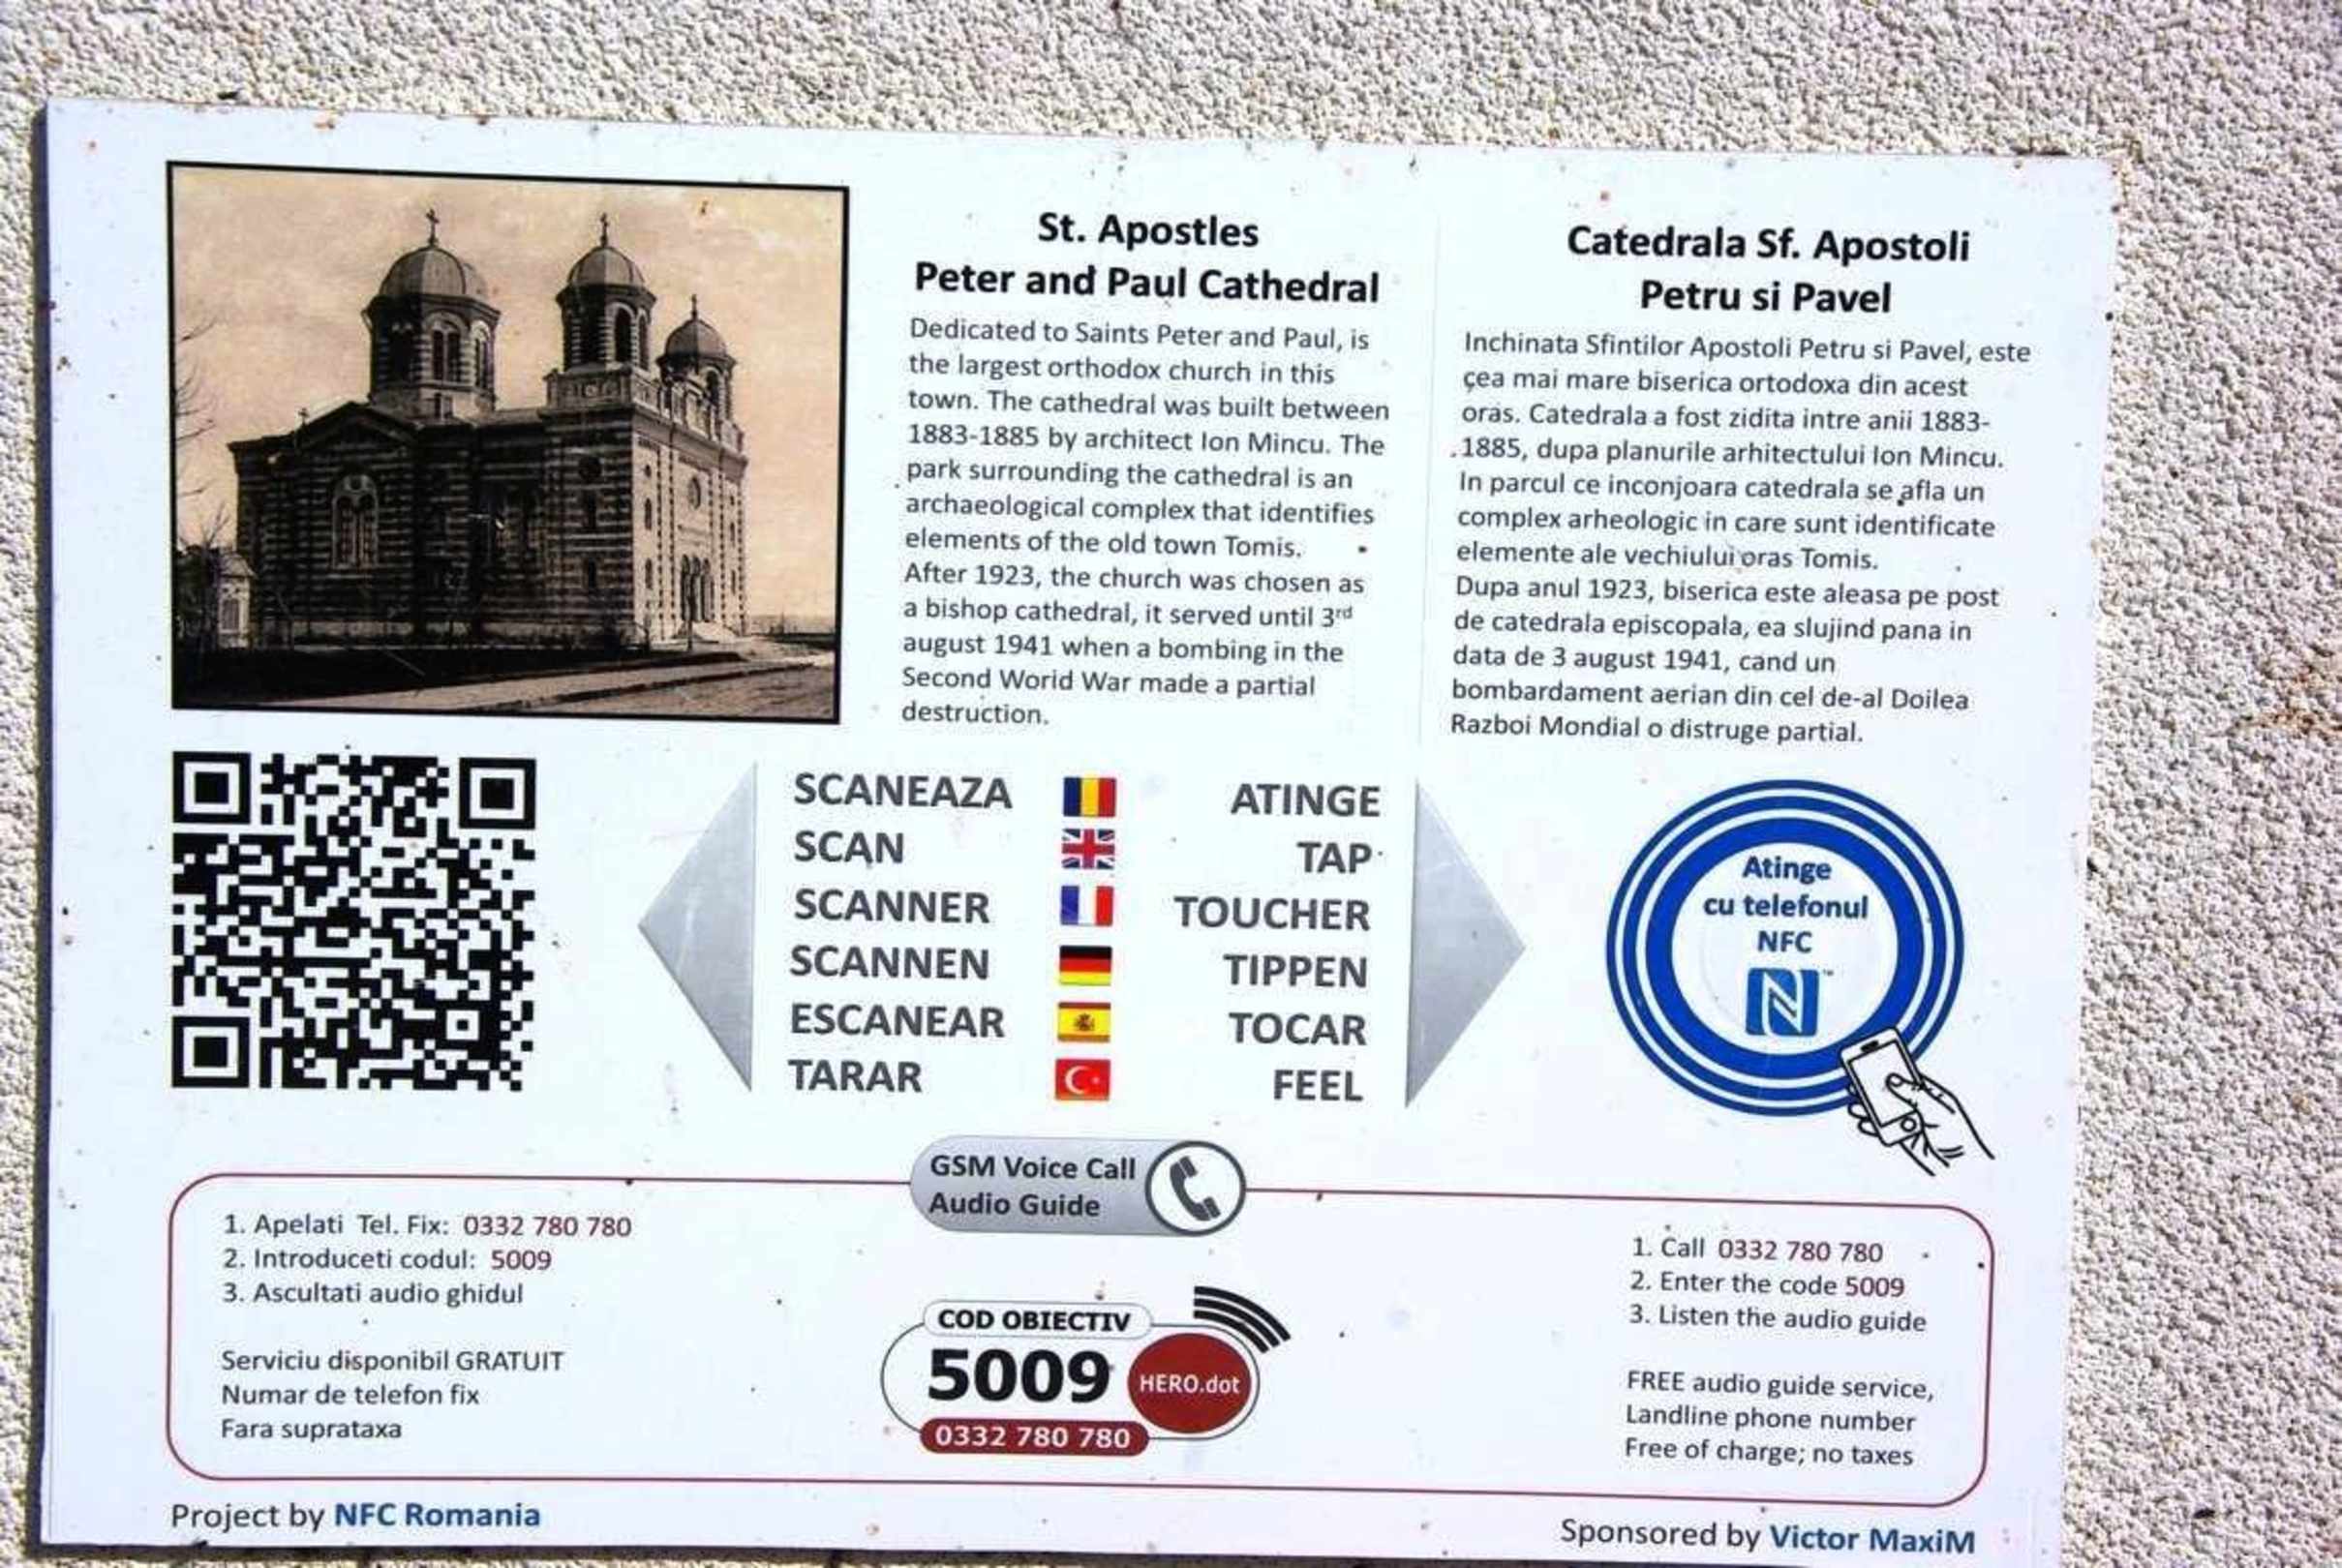 St. Apostles
Peter and Paul Cathedral
Dedicated to Saints Peter and Paul, is
the largest orthodox church in this
town. The cathedral was built between
1883-1885 by architect Ion Mincu. The
park surrounding the cathedral is an
archaeological complex that identifies
elements of the old town Tomis.
After 1923, the church was chosen as
a bishop cathedral, it served until 3rd
august 1941 when a bombing in the
Second World War made a partial
destruction.
Catedrala Sf. Apostoli
Petru si Pavel
Inchinata Sfintilor Apostoli Petru si Pavel, este
cea mai mare biserica ortodoxa din acest
oras. Catedrala a fost zidita intre anii 1883-
1885, dupa planurile arhitectului Ion Mincu.
In parcul ce inconjoara catedrala se afla un
complex arheologic in care sunt identificate
elemente ale vechiului oras Tomis.
Dupa anul 1923, biserica este aleasa pe post
de catedrala episcopala, ea slujind pana in
data de 3 august 1941, cand un
bombardament aerian din cel de-al Doilea
Razboi Mondial o distruge partial.
SCANEAZA ATINGE
SCAN TAP
SCANNER TOUCHER
SCANNEN TIPPEN
ESCANEAR TOCAR
TARAR FEEL
Atinge
cu telefonul
NFC
N™
GSM Voice Call
Audio Guide
1. Apelati Tel. Fix: 0332 780 780
2. Introduceti codul: 5009
3. Ascultati audio ghidul
Serviciu disponibil GRATUIT
Numar de telefon fix
Fara suprataxa
COD OBIECTIV
5009 HERO.dot
0332 780 780
1. Call 0332 780 780
2. Enter the code 5009
3. Listen the audio guide
FREE audio guide service,
Landline phone number
Free of charge; no taxes
Project by NFC Romania
Sponsored by Victor MaxiM